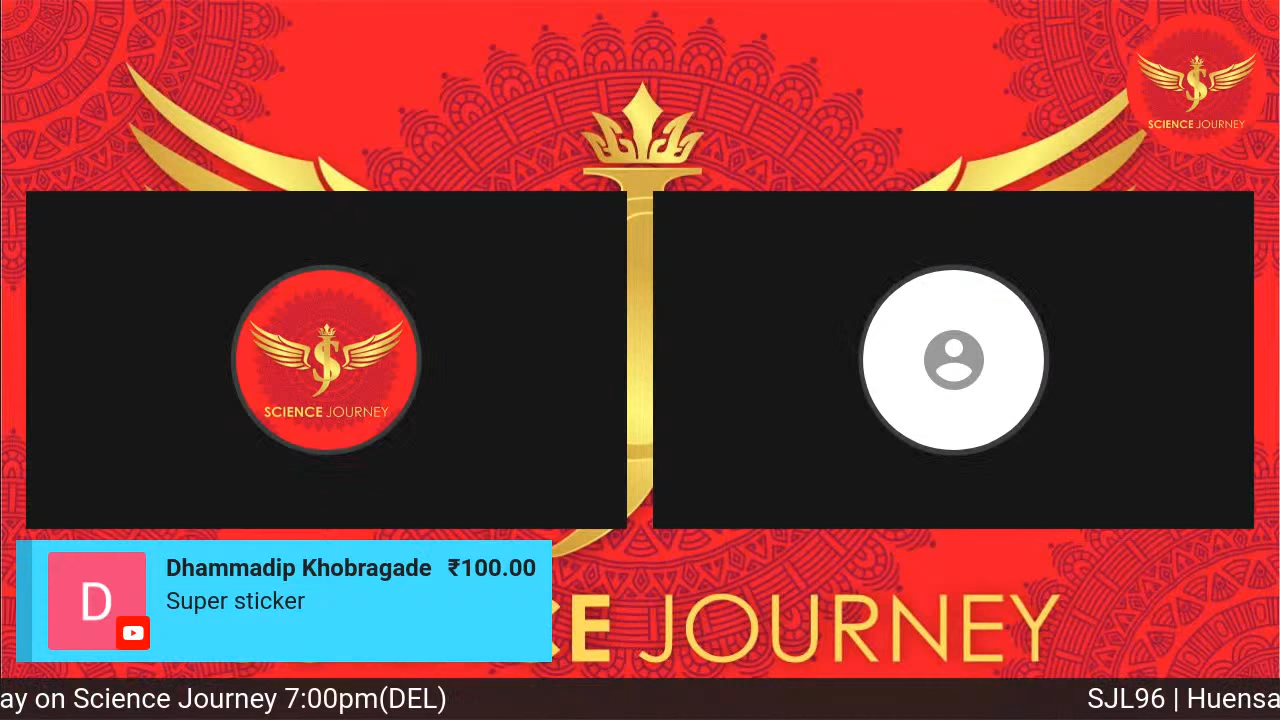 SCIENCE JOURNEY
SCIENCE JOURNEY
Dhammadip Khobragade ₹100.00
Super sticker
D
CE JOURNEY
ay on Science Journey 7:00pm(DEL)
SJL96 | Huensa